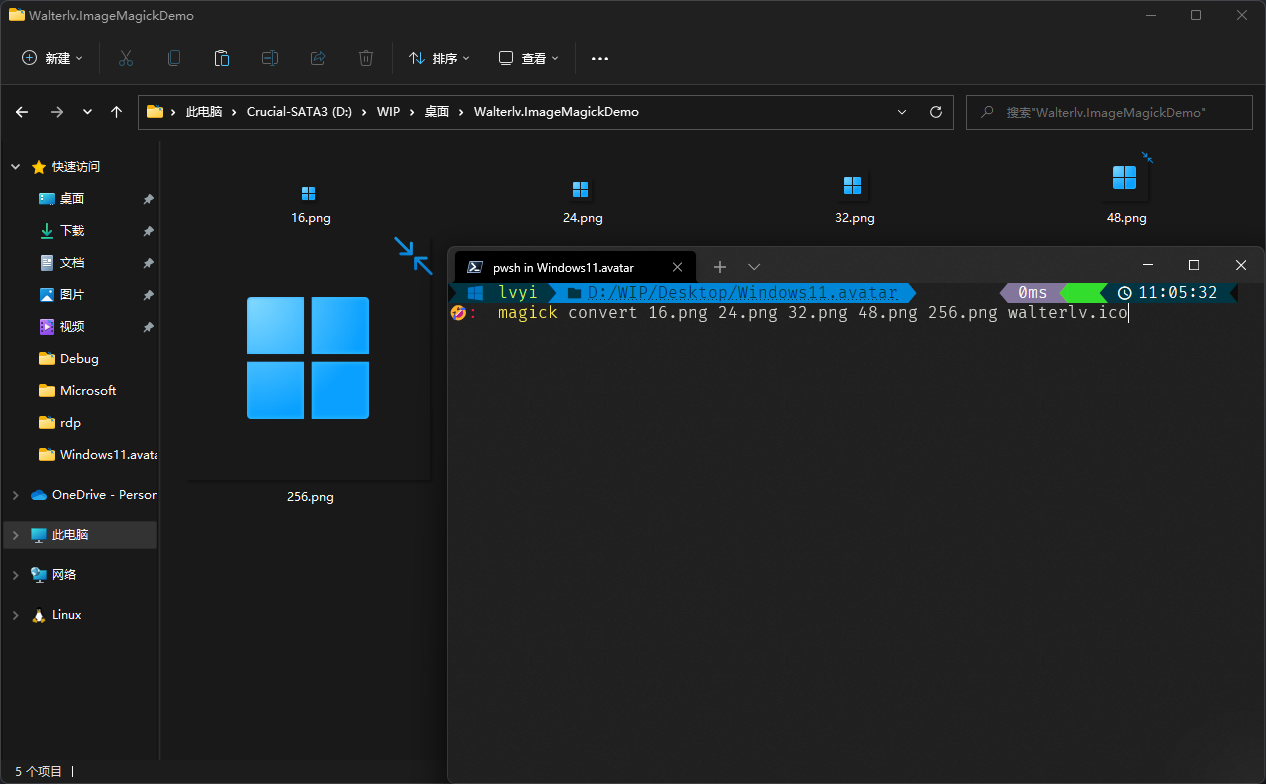 Walterlv.ImageMagickDemo
新建 排序 查看
此电脑 Crucial-SATA3 (D:) WIP 桌面 Walterlv.ImageMagickDemo 搜索"Walterlv.ImageMagickDemo"
快速访问
桌面
下载
文档
图片
视频
Debug
Microsoft
rdp
Windows11.avata
OneDrive - Person
此电脑
网络
Linux
16.png 24.png 32.png 48.png
256.png
pwsh in Windows11.avatar
lvyi D:/WIP/Desktop/Windows11.avatar 0ms 11:05:32
: magick convert 16.png 24.png 32.png 48.png 256.png walterlv.ico
5 个项目